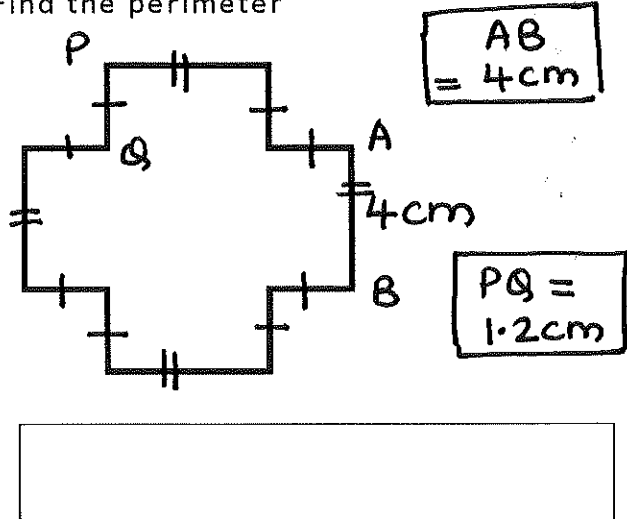 Find the perimeter
P
AB
= 4cm
Q
A
4cm
B
PQ =
1.2cm